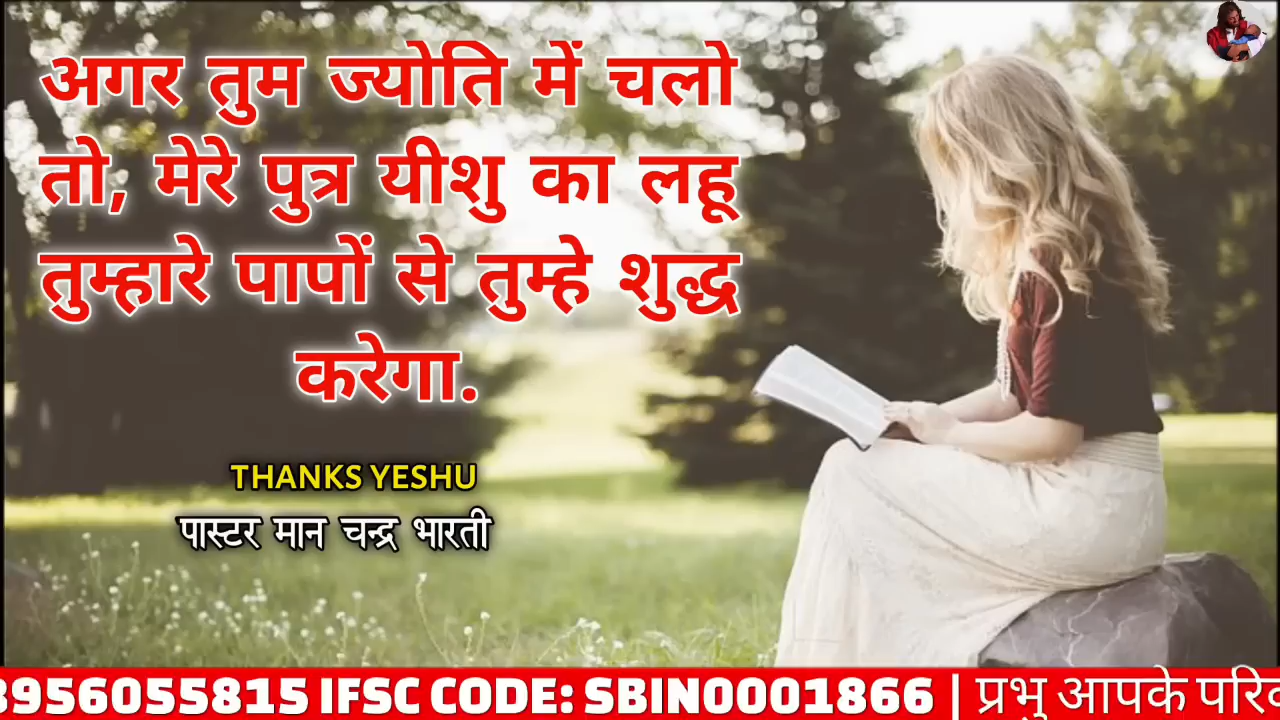 अगर तुम ज्योति में चलो
तो, मेरे पुत्र यीशु का लहू
तुम्हारे पापों से तुम्हे शुद्ध
करेगा.
THANKS YESHU
पास्टर मान चन्द्र भारती
3956055815 IFSC CODE: SBIN0001866 | प्रभु आपके